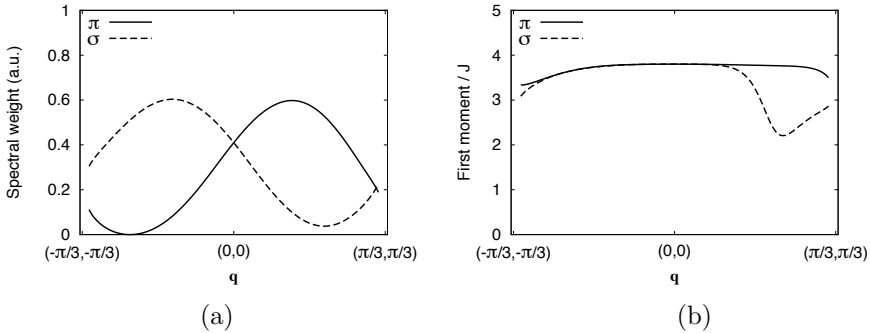 Spectral weight (a.u.)
1
0.8
0.6
0.4
0.2
0
π
σ
(-π/3,-π/3)
(0,0)
(π/3,π/3)
q
(a)
First moment / J
5
4
3
2
1
0
π
σ
(-π/3,-π/3)
(0,0)
(π/3,π/3)
q
(b)